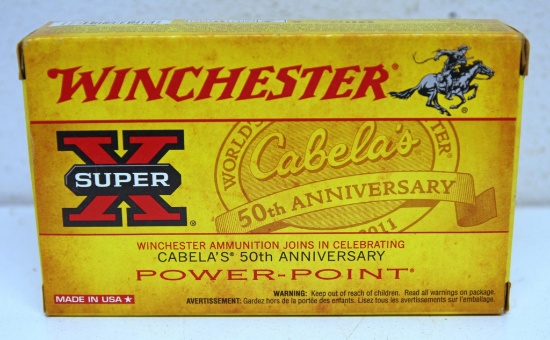 WINCHESTER®
X
SUPER
®
WORLD'S
Cabela's®
50th ANNIVERSARY
2011
WINCHESTER AMMUNITION JOINS IN CELEBRATING
CABELA'S® 50th ANNIVERSARY
POWER-POINT®
MADE IN USA★
WARNING: Keep out of reach of children. Read all warnings on package.
AVERTISSEMENT: Gardez hors de la portée des enfants. Lisez tous les avertissements sur l'emballage.